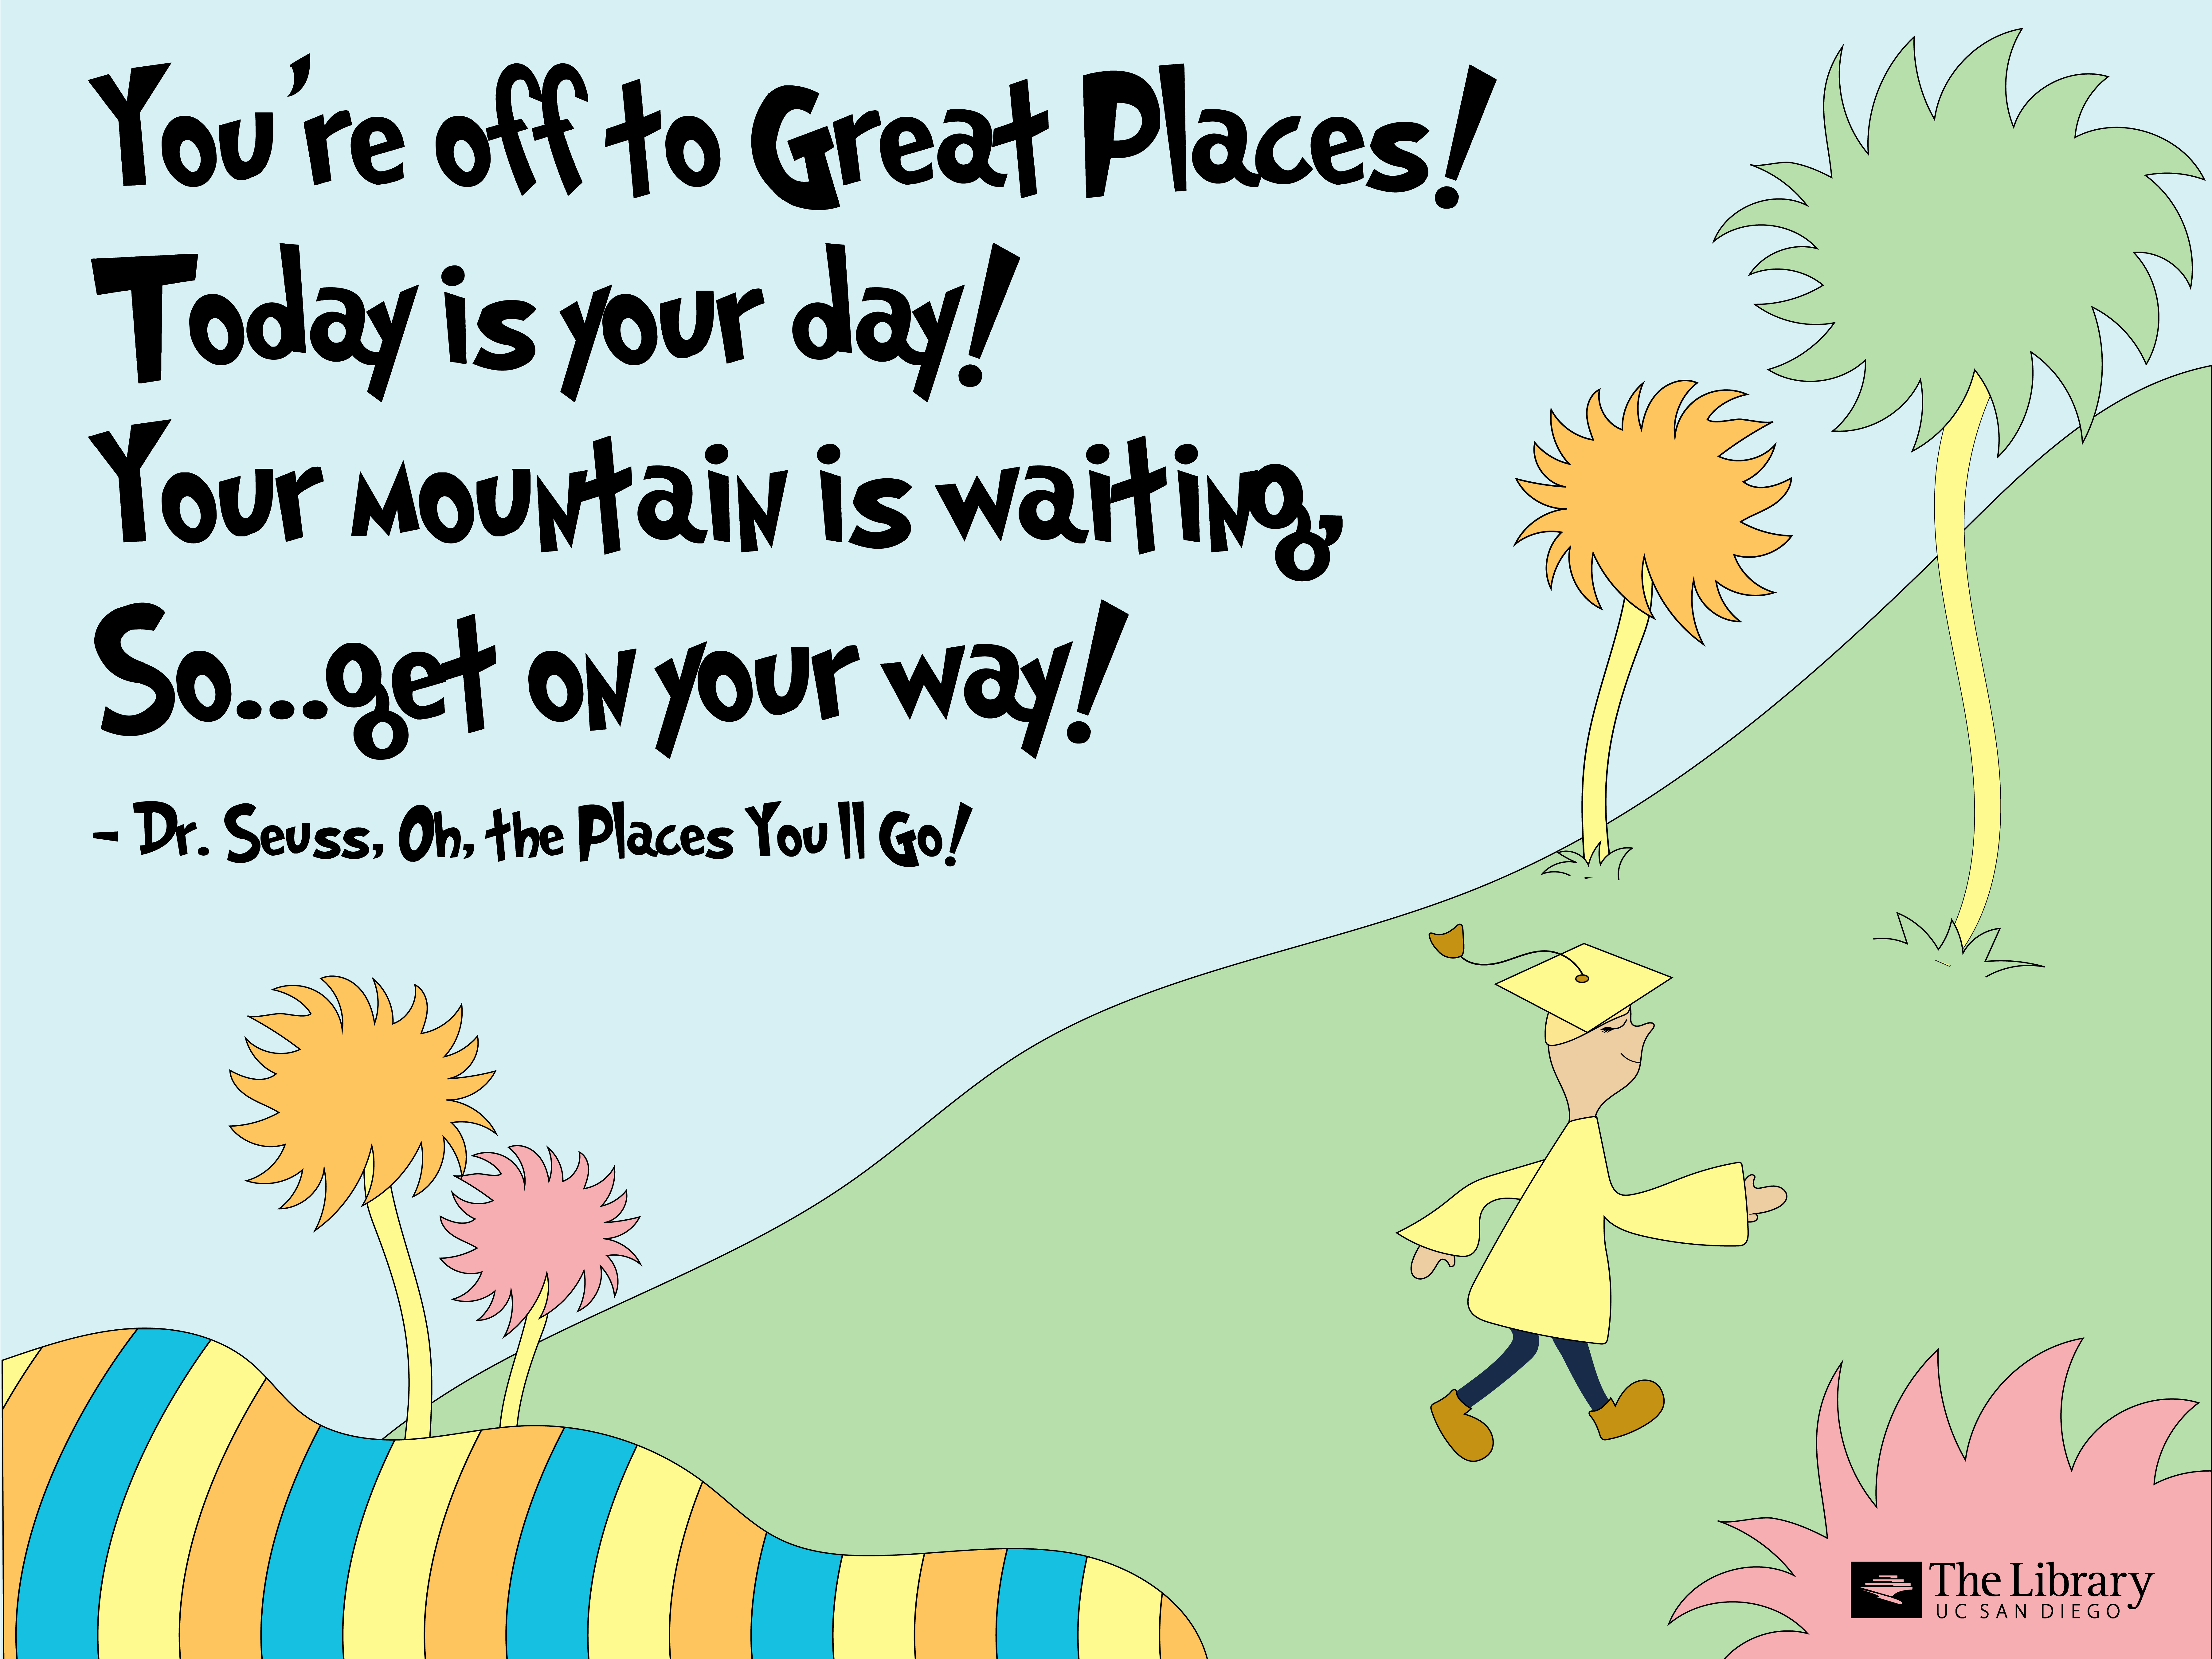 You're off to Great Places!
Today is your day!
Your mountain is waiting,
So...get on your way!
- Dr. Seuss, Oh, the Places You ll Go!
The Library
UC SAN DIEGO